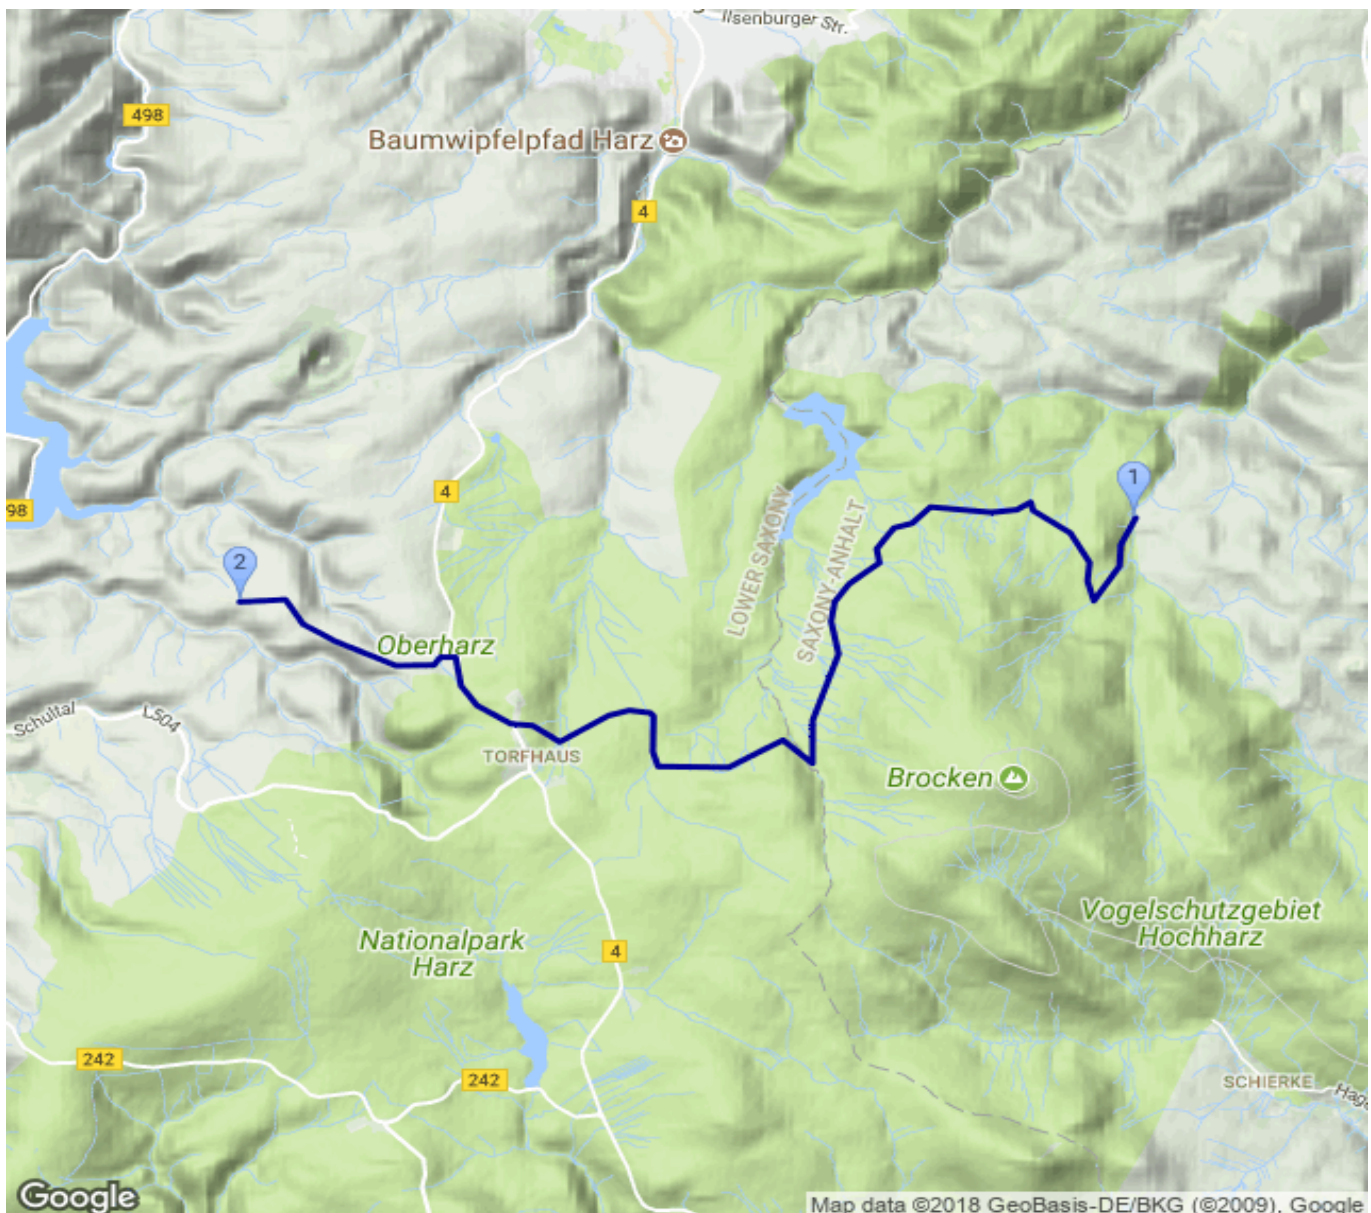 Ilsenburger Str.
498
Baumwipfelpfad Harz
4
4
1
98
2
LOWER SAXONY
SAXONY-ANHALT
Oberharz
Schultal
L504
TORFHAUS
Brocken
Vogelschutzgebiet
Hochharz
Nationalpark
Harz
4
242
242
SCHIERKE
Hage
Google
Map data ©2018 GeoBasis-DE/BKG (©2009), Google